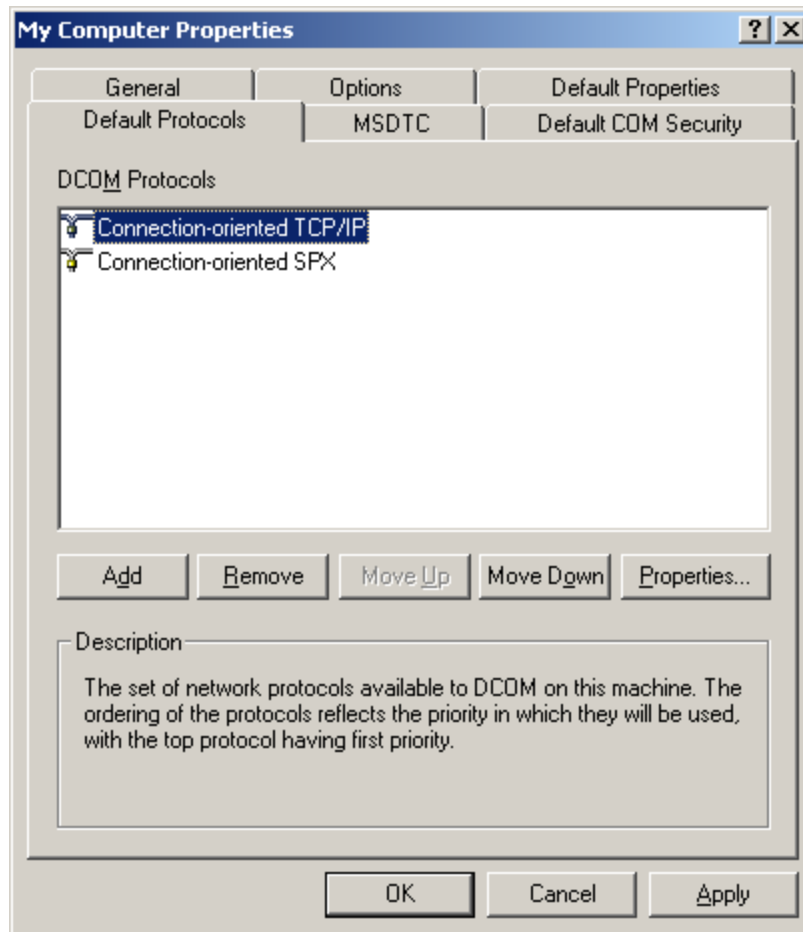 My Computer Properties
General Options Default Properties
Default Protocols MSDTC Default COM Security
DCOM Protocols
Connection-oriented TCP/IP
Connection-oriented SPX
Add Remove Move Up Move Down Properties...
Description
The set of network protocols available to DCOM on this machine. The
ordering of the protocols reflects the priority in which they will be used,
with the top protocol having first priority.
OK Cancel Apply